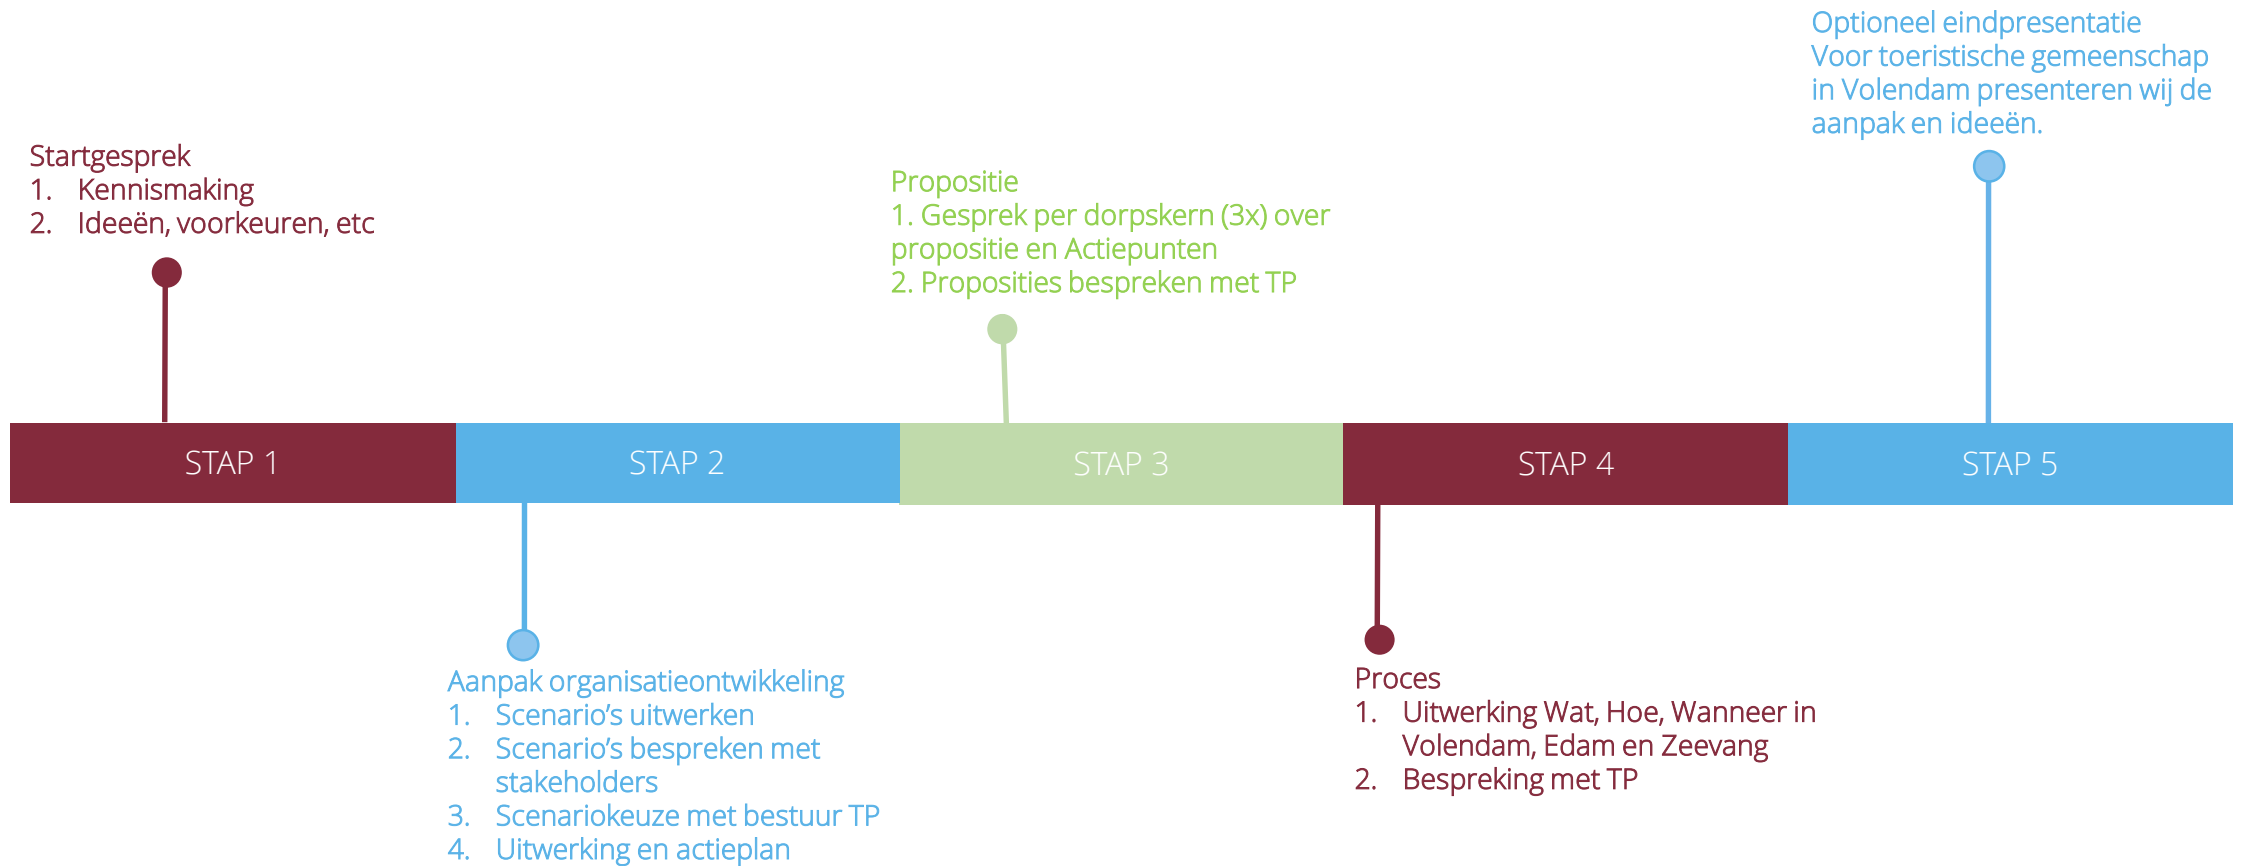 Optioneel eindpresentatie
Voor toeristische gemeenschap
in Volendam presenteren wij de
aanpak en ideeën.
Startgesprek
1. Kennismaking
2. Ideeën, voorkeuren, etc
Propositie
1. Gesprek per dorpskern (3x) over
propositie en Actiepunten
2. Proposities bespreken met TP
STAP 1
STAP 2
STAP 3
STAP 4
STAP 5
Aanpak organisatieontwikkeling
1. Scenario’s uitwerken
2. Scenario’s bespreken met
stakeholders
3. Scenariokeuze met bestuur TP
4. Uitwerking en actieplan
Proces
1. Uitwerking Wat, Hoe, Wanneer in
Volendam, Edam en Zeevang
2. Bespreking met TP